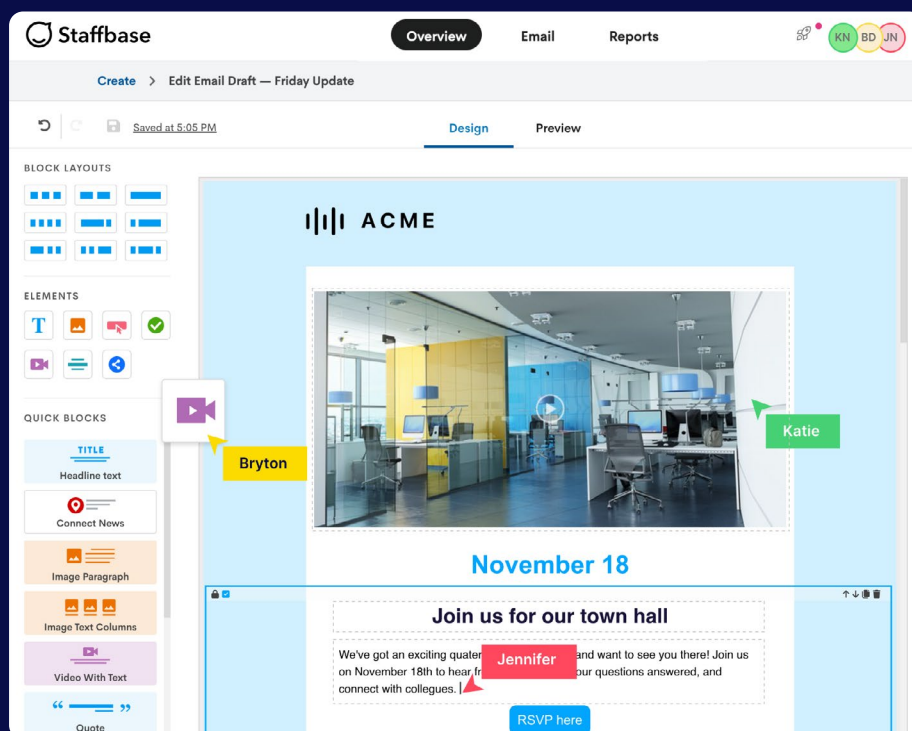 Staffbase
Overview
Email
Reports
KN
BD
JN
Create > Edit Email Draft — Friday Update
Saved at 5:05 PM
Design
Preview
BLOCK LAYOUTS
ELEMENTS
T
QUICK BLOCKS
TITLE
Headline text
Connect News
Image Paragraph
Image Text Columns
Video With Text
Quote
ACME
Katie
Bryton
November 18
Join us for our town hall
We've got an exciting quater and want to see you there! Join us
Jennifer
on November 18th to hear our questions answered, and
connect with collegues.
RSVP here